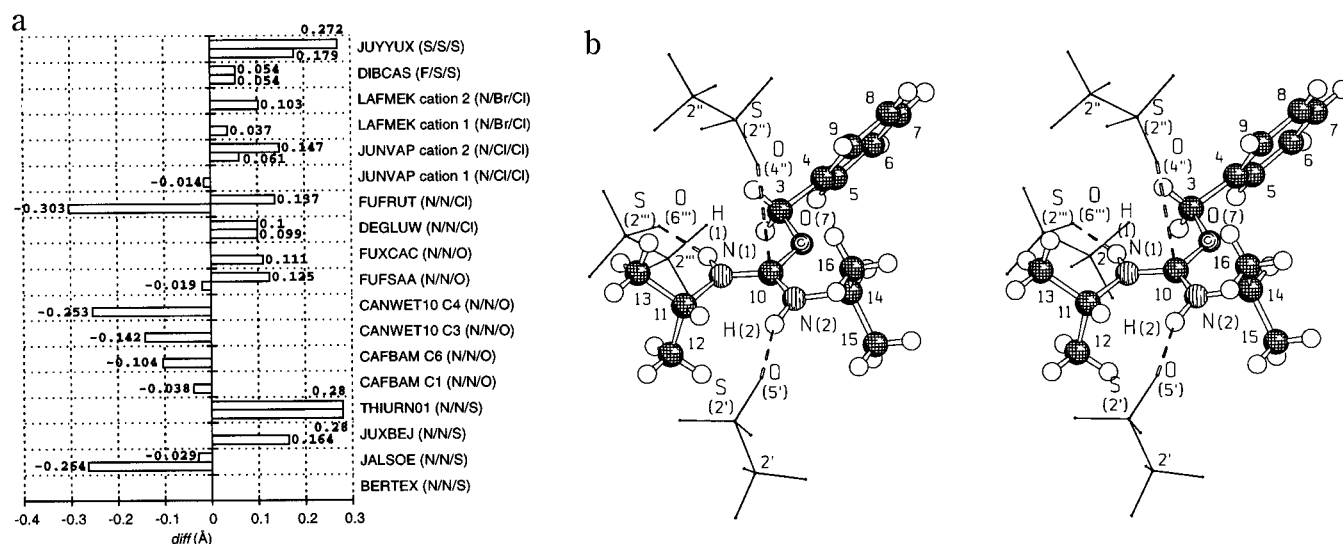 a
0.272
JUYYUX (S/S/S)
0.179
0.054
DIBCAS (F/S/S)
0.054
LAFMEK cation 2 (N/Br/Cl)
0.103
LAFMEK cation 1 (N/Br/Cl)
0.037
0.147
JUNVAP cation 2 (N/Cl/Cl)
0.061
JUNVAP cation 1 (N/Cl/Cl)
-0.014
0.137
FUFRUT (N/N/Cl)
-0.303
0.1
DEGLUW (N/N/Cl)
0.099
FUXCAC (N/N/O)
0.111
0.125
FUFSAA (N/N/O)
-0.019
CANWET10 C4 (N/N/O)
-0.253
CANWET10 C3 (N/N/O)
-0.142
CAFBAM C6 (N/N/O)
-0.104
CAFBAM C1 (N/N/O)
-0.038
0.28
THIURN01 (N/N/S)
0.28
JUXBEJ (N/N/S)
0.164
-0.029
JALSOE (N/N/S)
-0.264
BERTEX (N/N/S)
-0.4 -0.3 -0.2 -0.1 0 0.1 0.2 0.3
diff (Å)
b
2" S (2") 8 7
9 6
O (4") 4 5
3
S (2''') O (6''') H (1) O (7)
N(1)
2''' 16
13 10 14
11 N(2)
H(2)
12 15
S (2') O (5')
2'
2" S (2") 8 7
9 6
O (4") 4 5
3
S (2''') O (6''') H (1) O(7)
N(1)
2 16
13 10 14
11 N(2)
H(2)
12 15
S (2') O (5')
2'